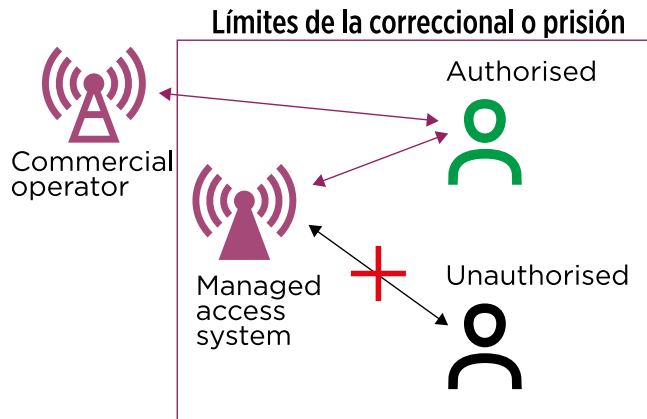 Límites de la correccional o prisión
Authorised
Commercial
operator
Managed
access
system
Unauthorised